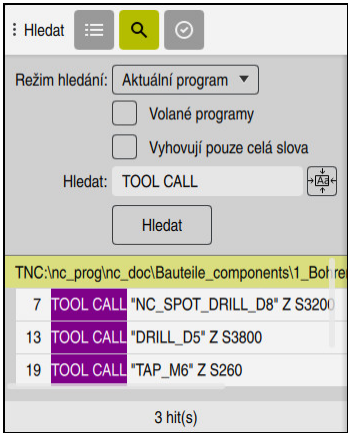 Hledat
Režim hledání: Aktuální program
Volané programy
Vyhovují pouze celá slova
Hledat: TOOL CALL
Hledat
TNC:\nc_prog\nc_doc\Bauteile_components\1_Bohre
7 TOOL CALL "NC_SPOT_DRILL_D8" Z S3200
13 TOOL CALL "DRILL_D5" Z S3800
19 TOOL CALL "TAP_M6" Z S260
3 hit(s)